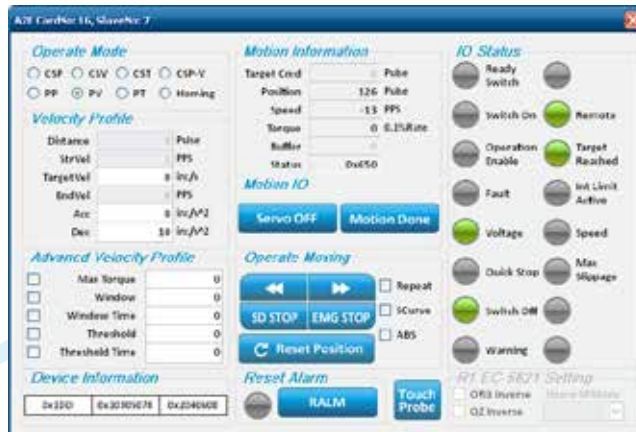 A2E CardNo: 16, SlaveNo: 7
Operate Mode
CSP CSV CST CSP-V
PP PV PT Homing
Velocity Profile
Distance Pulse
StrVel PPS
TargetVel 0 inc/s
EndVel PPS
Acc 0 inc/s^2
Dec 10 inc/s^2
Advanced Velocity Profile
Max Torque 0
Window 0
Window Time 0
Threshold 0
Threshold Time 0
Device Information
Motion Information
Target Cmd Pulse
Position 126 Pulse
Speed -13 PPS
Torque 0 0.1%Rate
Buffer
Status 0x650
Motion IO
Servo OFF Motion Done
Operate Moving
Repeat
SD STOP EMG STOP SCurve
ABS
Reset Position
Reset Alarm
RALM
Touch
Probe
IO Status
Ready
Switch
Switch On Remote
Operation
Enable
Target
Reached
Fault
Int Limit
Active
Voltage Speed
Quick Stop
Max
Slippage
Switch Off
Warning
R1 EC-5621 Setting
ORG Inverse
QZ Inverse